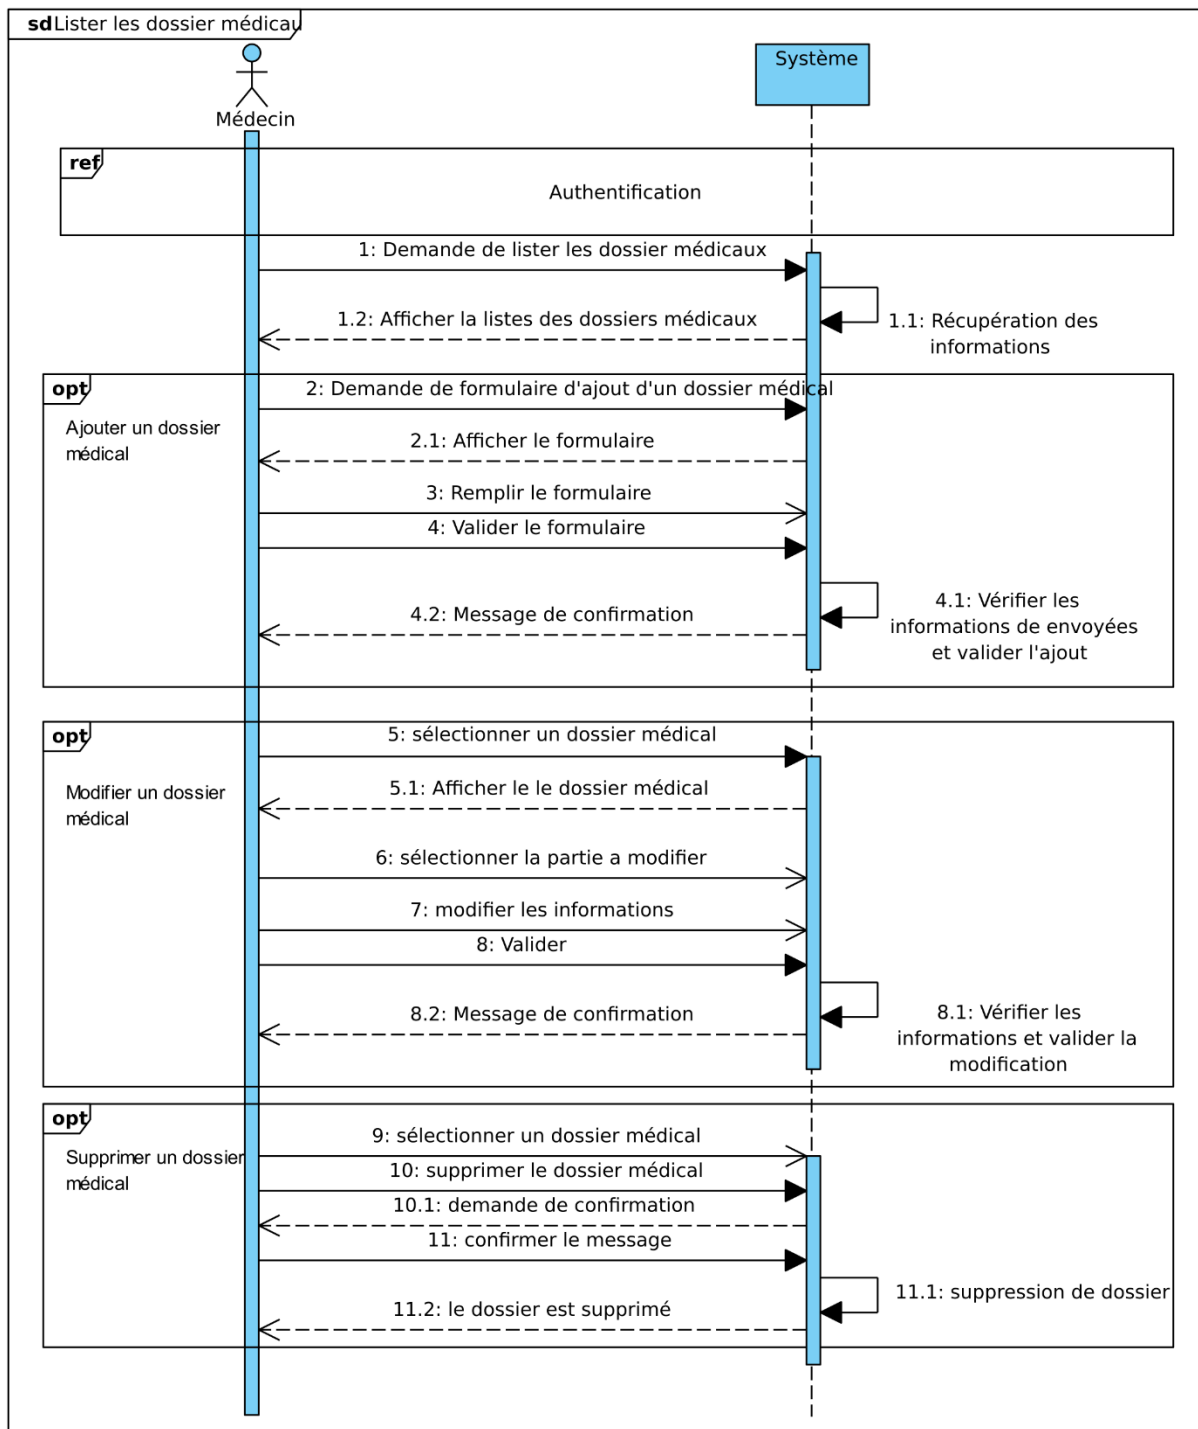 sd Lister les dossier médicau
Médecin
Système
ref
Authentification
1: Demande de lister les dossier médicaux
1.1: Récupération des
informations
1.2: Afficher la listes des dossiers médicaux
opt
Ajouter un dossier
médical
2: Demande de formulaire d'ajout d'un dossier médical
2.1: Afficher le formulaire
3: Remplir le formulaire
4: Valider le formulaire
4.1: Vérifier les
informations de envoyées
et valider l'ajout
4.2: Message de confirmation
opt
Modifier un dossier
médical
5: sélectionner un dossier médical
5.1: Afficher le le dossier médical
6: sélectionner la partie a modifier
7: modifier les informations
8: Valider
8.1: Vérifier les
informations et valider la
modification
8.2: Message de confirmation
opt
Supprimer un dossier
médical
9: sélectionner un dossier médical
10: supprimer le dossier médical
10.1: demande de confirmation
11: confirmer le message
11.1: suppression de dossier
11.2: le dossier est supprimé